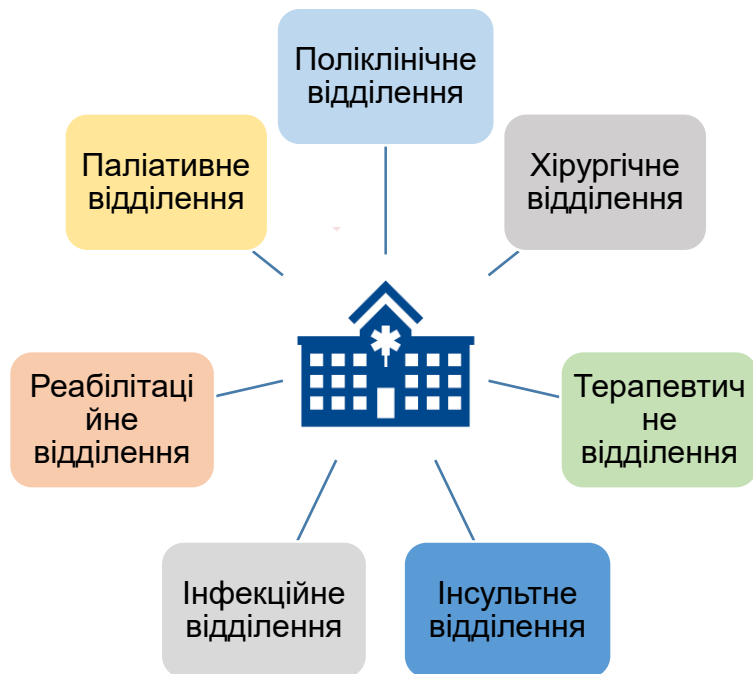 Поліклінічне
відділення
Хірургічне
відділення
Терапевтич
не
відділення
Інсультне
відділення
Інфекційне
відділення
Реабілітаці
йне
відділення
Паліативне
відділення